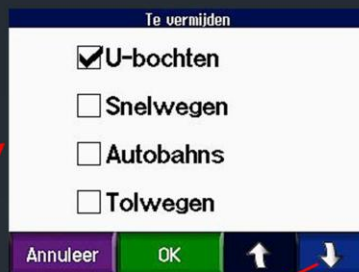 Te vermijden
U-bochten
Snelwegen
Autobahns
Tolwegen
Annuleer OK